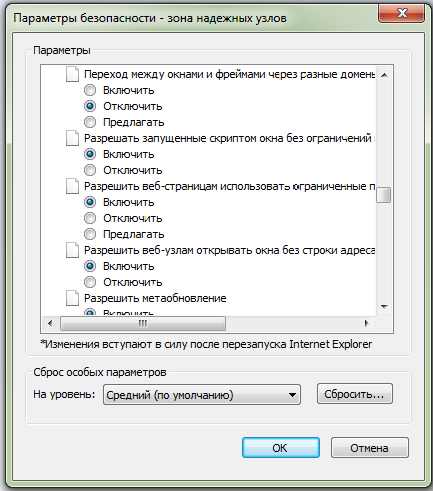 Параметры безопасности - зона надежных узлов
Параметры
Переход между окнами и фреймами через разные домены
Включить
Отключить
Предлагать
Разрешать запущенные скриптом окна без ограничений
Включить
Отключить
Разрешить веб-страницам использовать ограниченные п
Включить
Отключить
Предлагать
Разрешить веб-узлам открывать окна без строки адреса
Включить
Отключить
Разрешить метаобновление
Включить
*Изменения вступают в силу после перезапуска Internet Explorer
Сброс особых параметров
На уровень:
Средний (по умолчанию)
Сбросить...
OK
Отмена